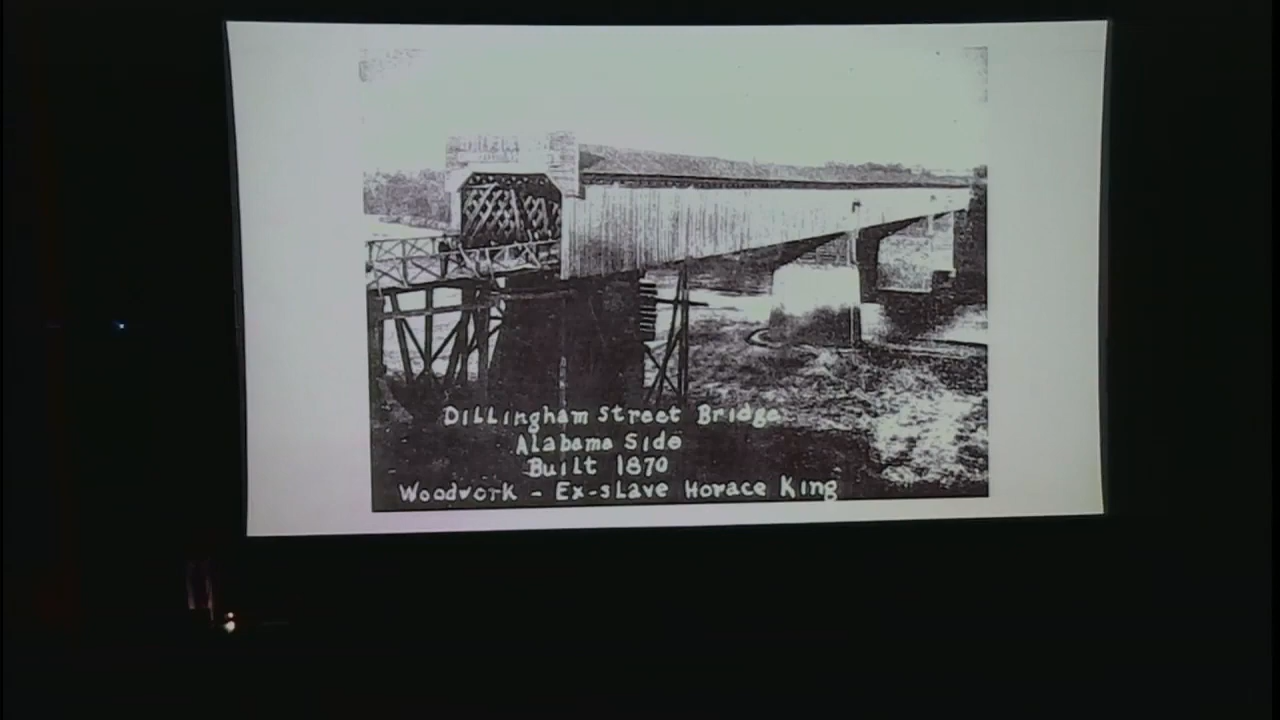 Dillingham Street Bridge
Alabama Side
Built 1870
Woodwork - Ex-slave Horace King